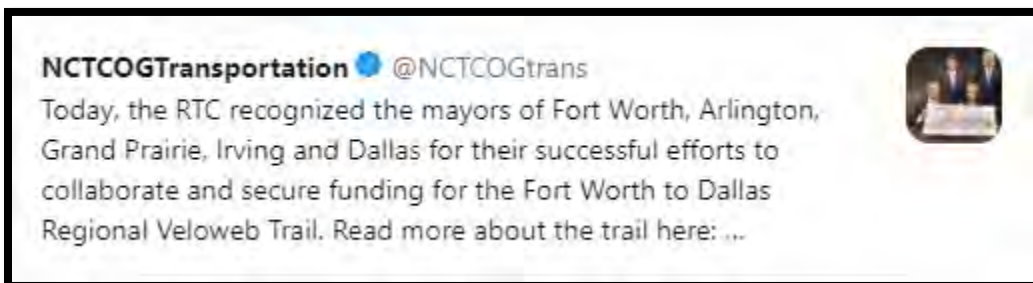 NCTCOGTransportation @NCTCOGtrans
Today, the RTC recognized the mayors of Fort Worth, Arlington,
Grand Prairie, Irving and Dallas for their successful efforts to
collaborate and secure funding for the Fort Worth to Dallas
Regional Veloweb Trail. Read more about the trail here: ...